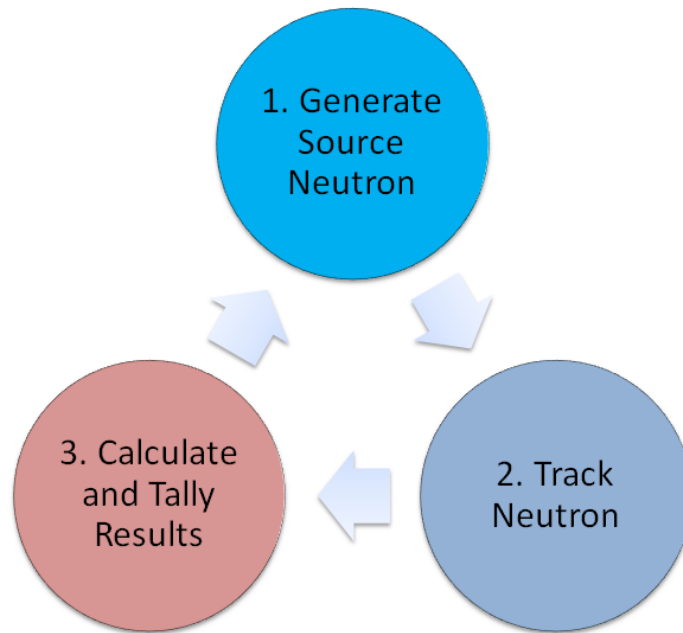 1. Generate
Source
Neutron
2. Track
Neutron
3. Calculate
and Tally
Results